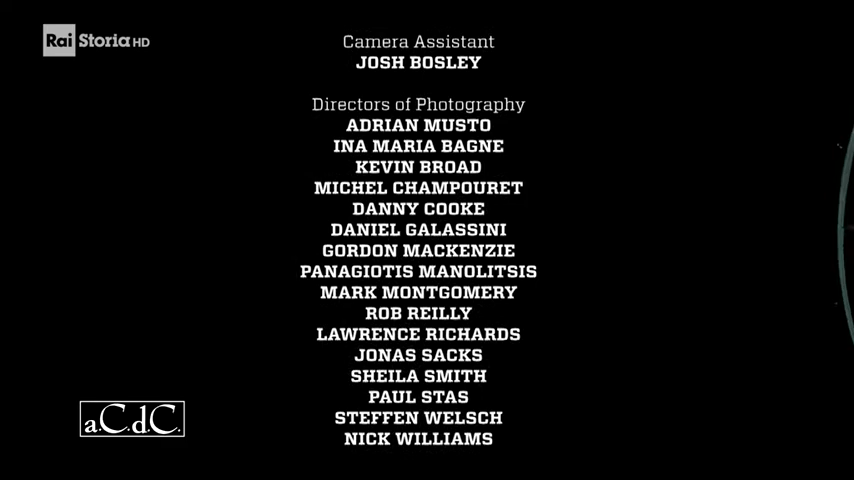 Rai Storia HD
Camera Assistant
JOSH BOSLEY
Directors of Photography
ADRIAN MUSTO
INA MARIA BAGNE
KEVIN BROAD
MICHEL CHAMPOURET
DANNY COOKE
DANIEL GALASSINI
GORDON MACKENZIE
PANAGIOTIS MANOLITSIS
MARK MONTGOMERY
ROB REILLY
LAWRENCE RICHARDS
JONAS SACKS
SHEILA SMITH
PAUL STAS
STEFFEN WELSCH
NICK WILLIAMS
a.C.d.C.